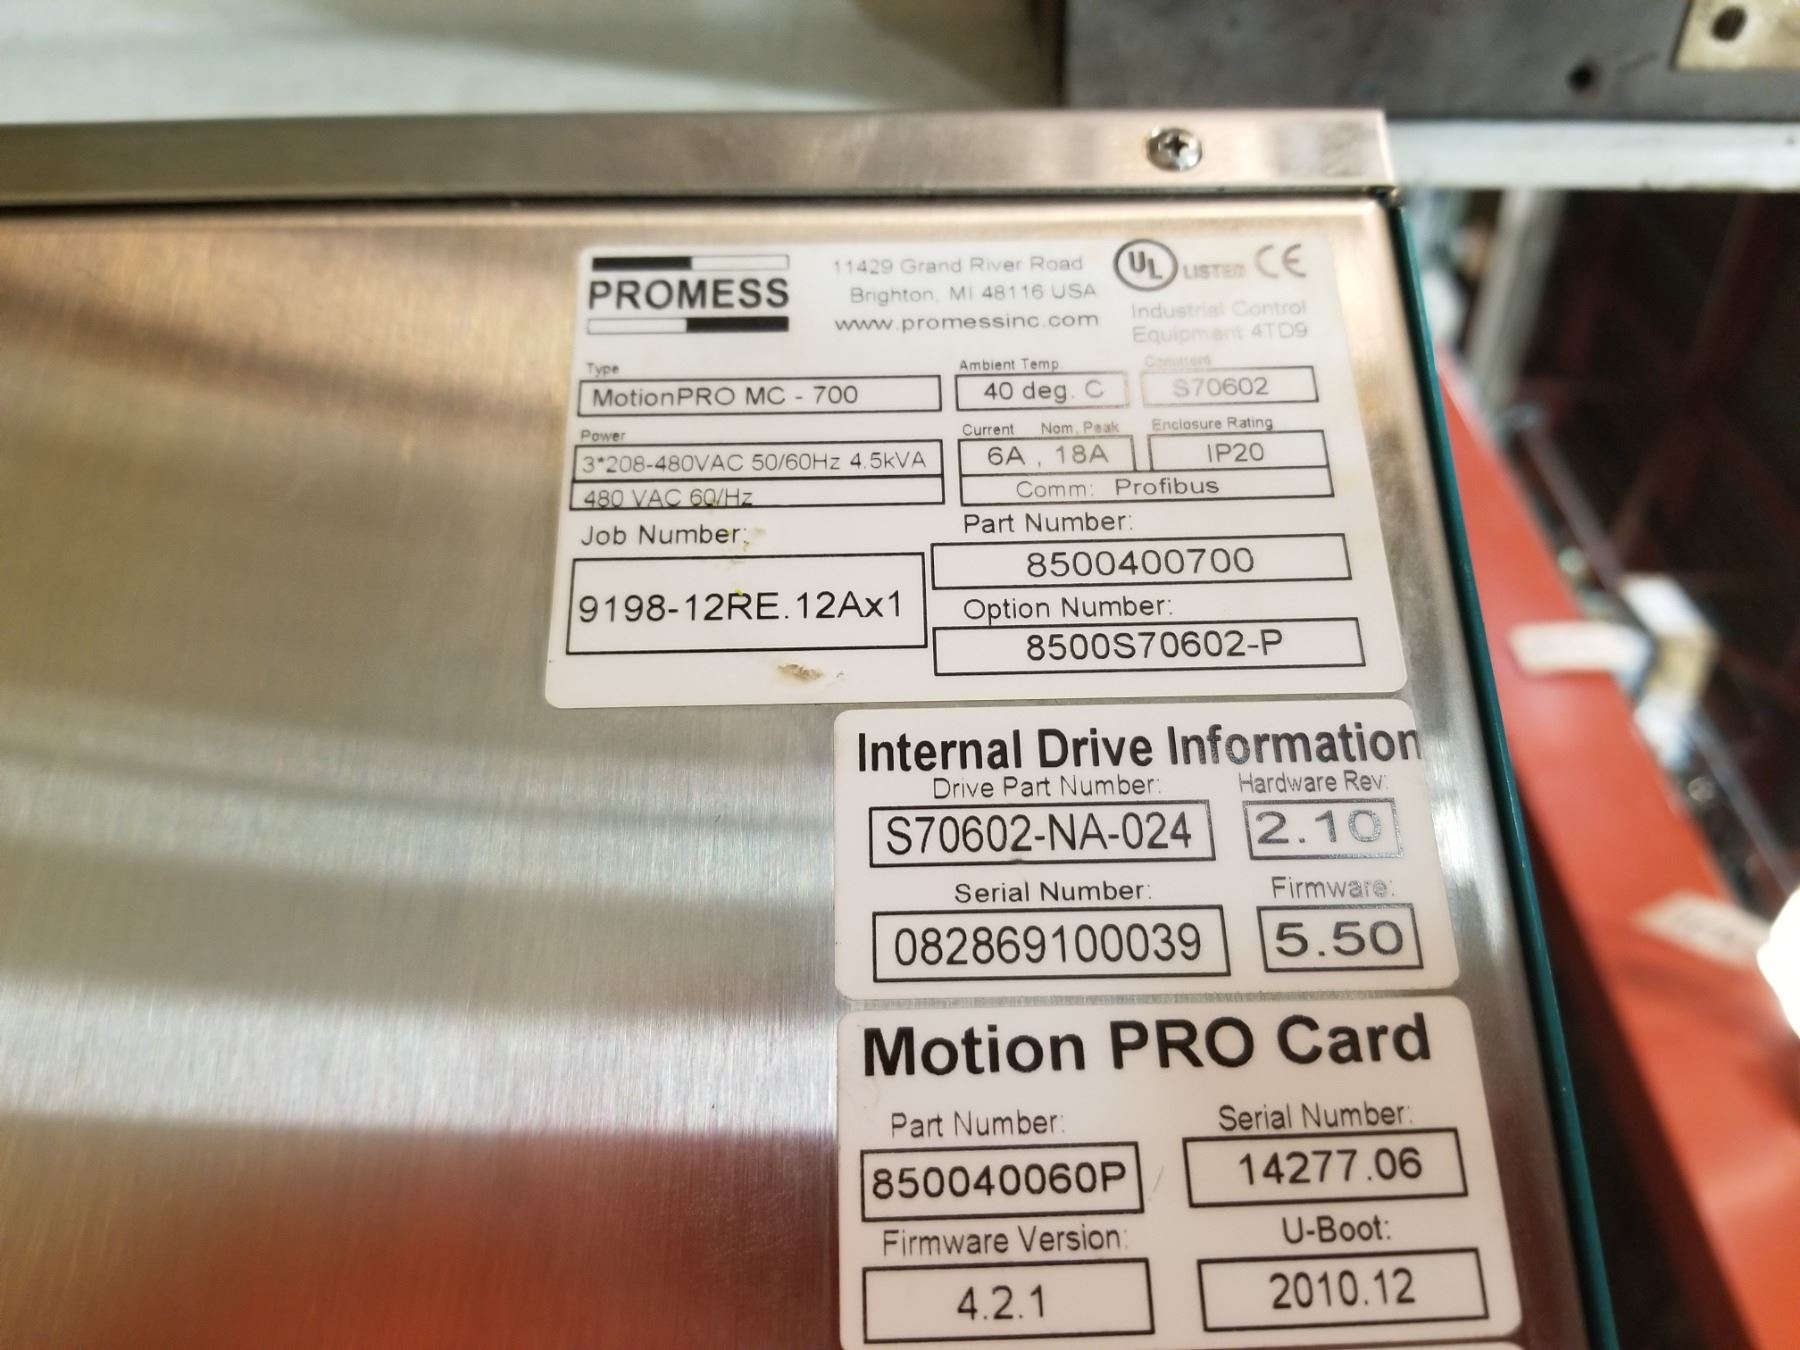 PROMESS
11429 Grand River Road
Brighton, MI 48116 USA
www.promessinc.com
UL LISTED CE
Industrial Control
Equipment 4TD9
Type
MotionPRO MC - 700
Ambient Temp.
40 deg. C
Comment
S70602
Power
3*208-480VAC 50/60Hz 4.5kVA
480 VAC 60/Hz
Current Nom, Peak
6A , 18A
Enclosure Rating
IP20
Comm: Profibus
Job Number:
9198-12RE.12Ax1
Part Number:
8500400700
Option Number:
8500S70602-P
Internal Drive Information
Drive Part Number:
S70602-NA-024
Hardware Rev:
2.10
Serial Number:
082869100039
Firmware:
5.50
Motion PRO Card
Part Number:
850040060P
Serial Number:
14277.06
Firmware Version:
4.2.1
U-Boot:
2010.12